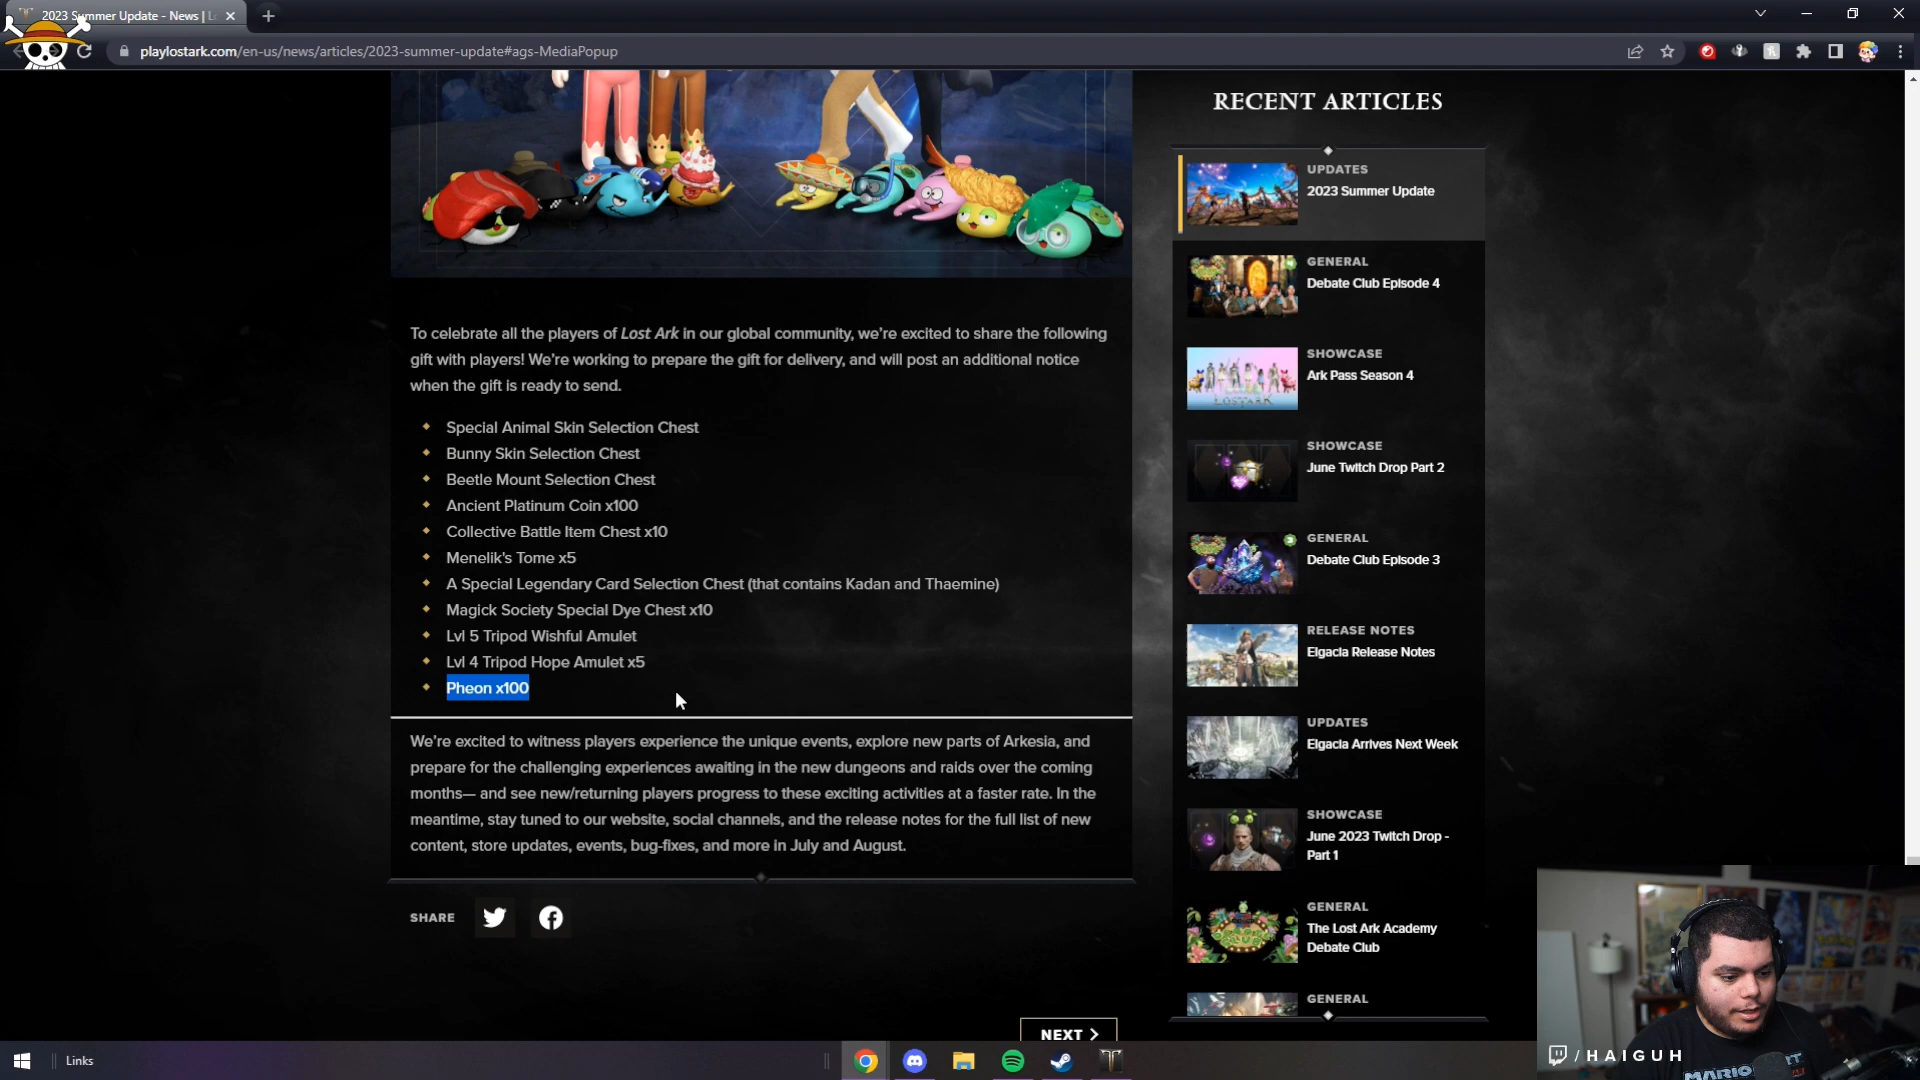 2023 Summer Update - News | L
playlostark.com/en-us/news/articles/2023-summer-update#ags-MediaPopup
To celebrate all the players of Lost Ark in our global community, we're excited to share the following
gift with players! We're working to prepare the gift for delivery, and will post an additional notice
when the gift is ready to send.
Special Animal Skin Selection Chest
Bunny Skin Selection Chest
Beetle Mount Selection Chest
Ancient Platinum Coin x100
Collective Battle Item Chest x10
Menelik's Tome x5
A Special Legendary Card Selection Chest (that contains Kadan and Thaemine)
Magick Society Special Dye Chest x10
Lvl 5 Tripod Wishful Amulet
Lvl 4 Tripod Hope Amulet x5
Pheon x100
We're excited to witness players experience the unique events, explore new parts of Arkesia, and
prepare for the challenging experiences awaiting in the new dungeons and raids over the coming
months— and see new/returning players progress to these exciting activities at a faster rate. In the
meantime, stay tuned to our website, social channels, and the release notes for the full list of new
content, store updates, events, bug-fixes, and more in July and August.
SHARE
NEXT
RECENT ARTICLES
UPDATES
2023 Summer Update
GENERAL
Debate Club Episode 4
SHOWCASE
Ark Pass Season 4
SHOWCASE
June Twitch Drop Part 2
GENERAL
Debate Club Episode 3
RELEASE NOTES
Elgacia Release Notes
UPDATES
Elgacia Arrives Next Week
SHOWCASE
June 2023 Twitch Drop -
Part 1
GENERAL
The Lost Ark Academy
Debate Club
GENERAL
Links
/HAIGUH
MARIO